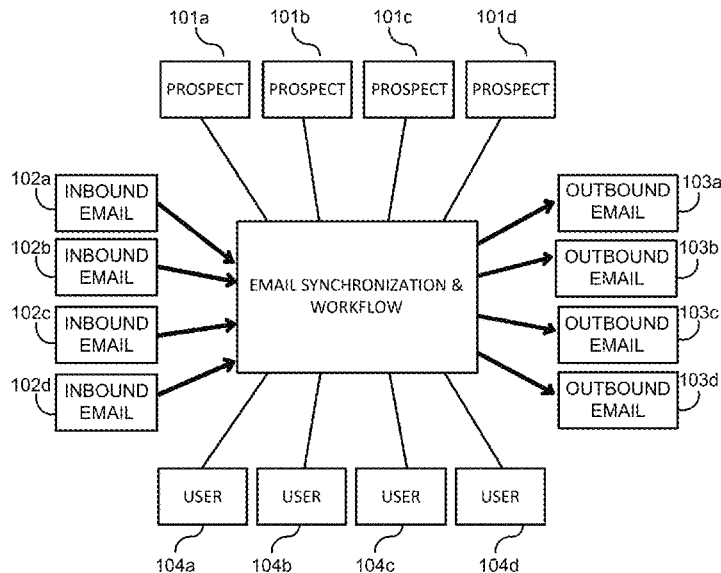 101a
101b
101c
101d
PROSPECT
PROSPECT
PROSPECT
PROSPECT
102a
INBOUND
EMAIL
102b
INBOUND
EMAIL
102c
INBOUND
EMAIL
102d
INBOUND
EMAIL
EMAIL SYNCHRONIZATION &
WORKFLOW
OUTBOUND
EMAIL
103a
OUTBOUND
EMAIL
103b
OUTBOUND
EMAIL
103c
OUTBOUND
EMAIL
103d
USER
USER
USER
USER
104a
104b
104c
104d